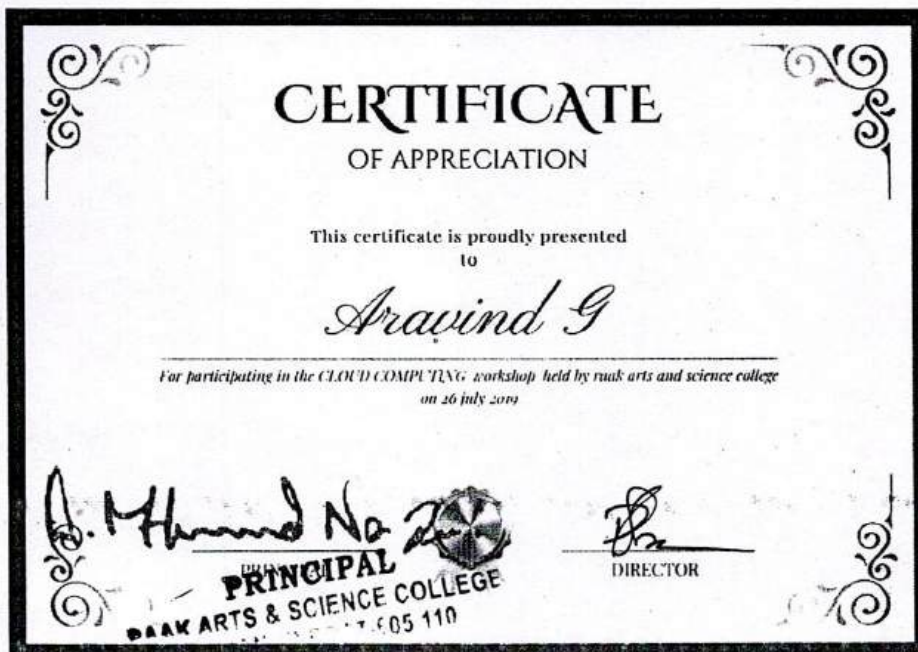 CERTIFICATE
OF APPRECIATION
This certificate is proudly presented
to
Aravind G
For participating in the CLOUD COMPUTING workshop held by raak arts and science college
on 26 july 2019
PRINCIPAL
RAAK ARTS & SCIENCE COLLEGE
605 110
DIRECTOR